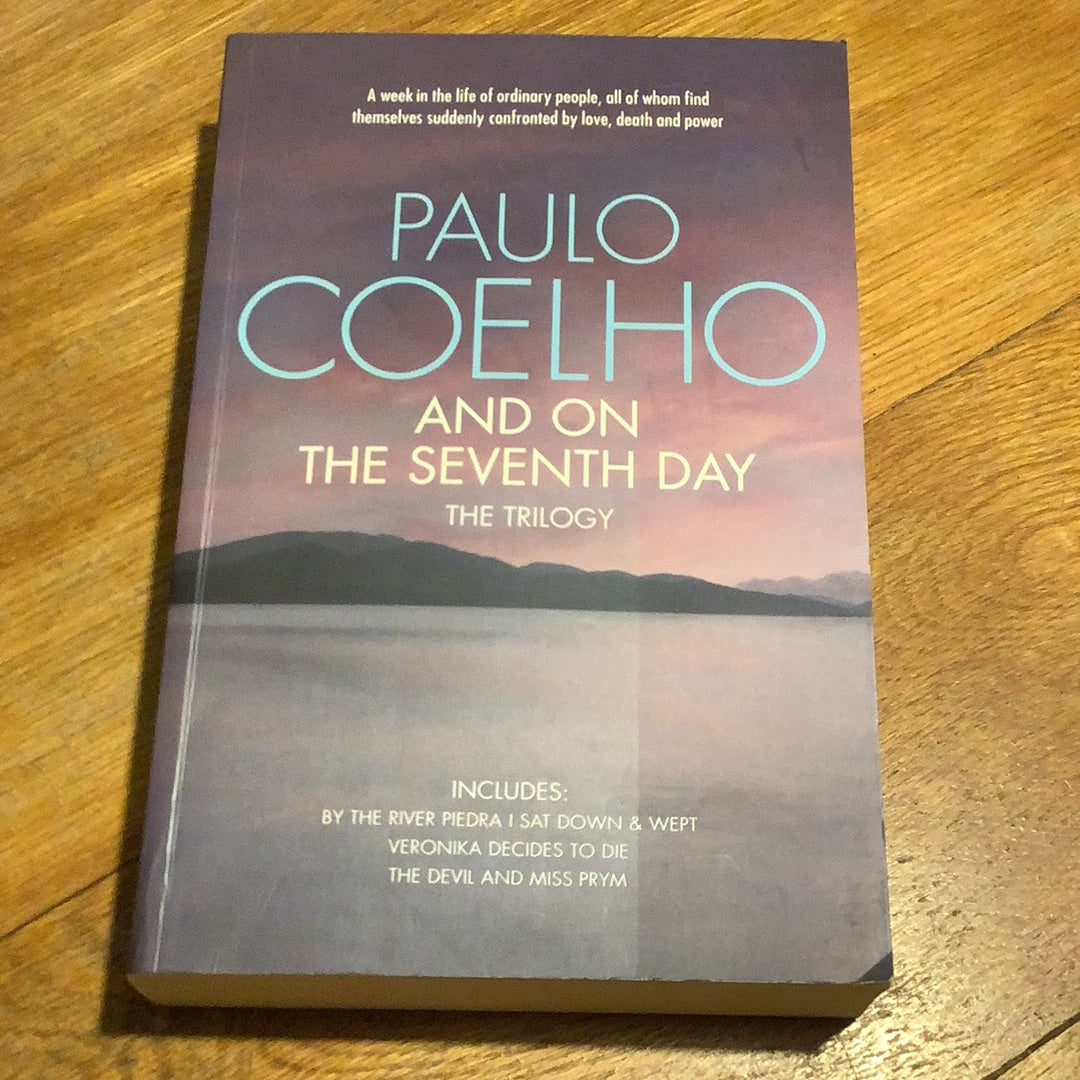 A week in the life of ordinary people, all of whom find
themselves suddenly confronted by love, death and power
PAULO
COELHO
AND ON
THE SEVENTH DAY
THE TRILOGY
INCLUDES:
BY THE RIVER PIEDRA I SAT DOWN & WEPT
VERONIKA DECIDES TO DIE
THE DEVIL AND MISS PRYM